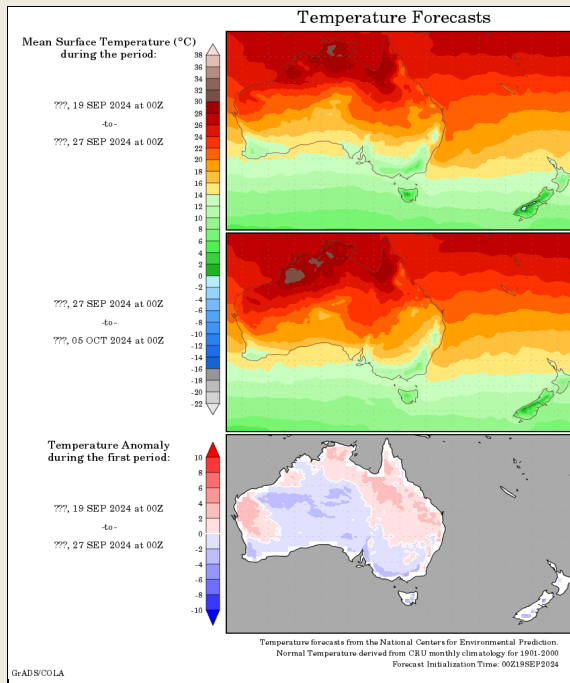 Temperature Forecasts
Mean Surface Temperature (°C)
during the period:
???, 19 SEP 2024 at 00Z
-to-
???, 27 SEP 2024 at 00Z
38
36
34
32
30
28
26
24
22
20
18
16
14
12
10
8
6
4
2
0
-2
-4
-6
-8
-10
-12
-14
-16
-18
-20
-22
???, 27 SEP 2024 at 00Z
-to-
???, 05 OCT 2024 at 00Z
Temperature Anomaly
during the first period:
???, 19 SEP 2024 at 00Z
-to-
???, 27 SEP 2024 at 00Z
10
8
6
4
2
0
-2
-4
-6
-8
-10
Temperature forecasts from the National Centers for Environmental Prediction.
Normal Temperature derived from CRU monthly climatology for 1901-2000
Forecast Initialization Time: 00Z19SEP2024
GrADS/COLA